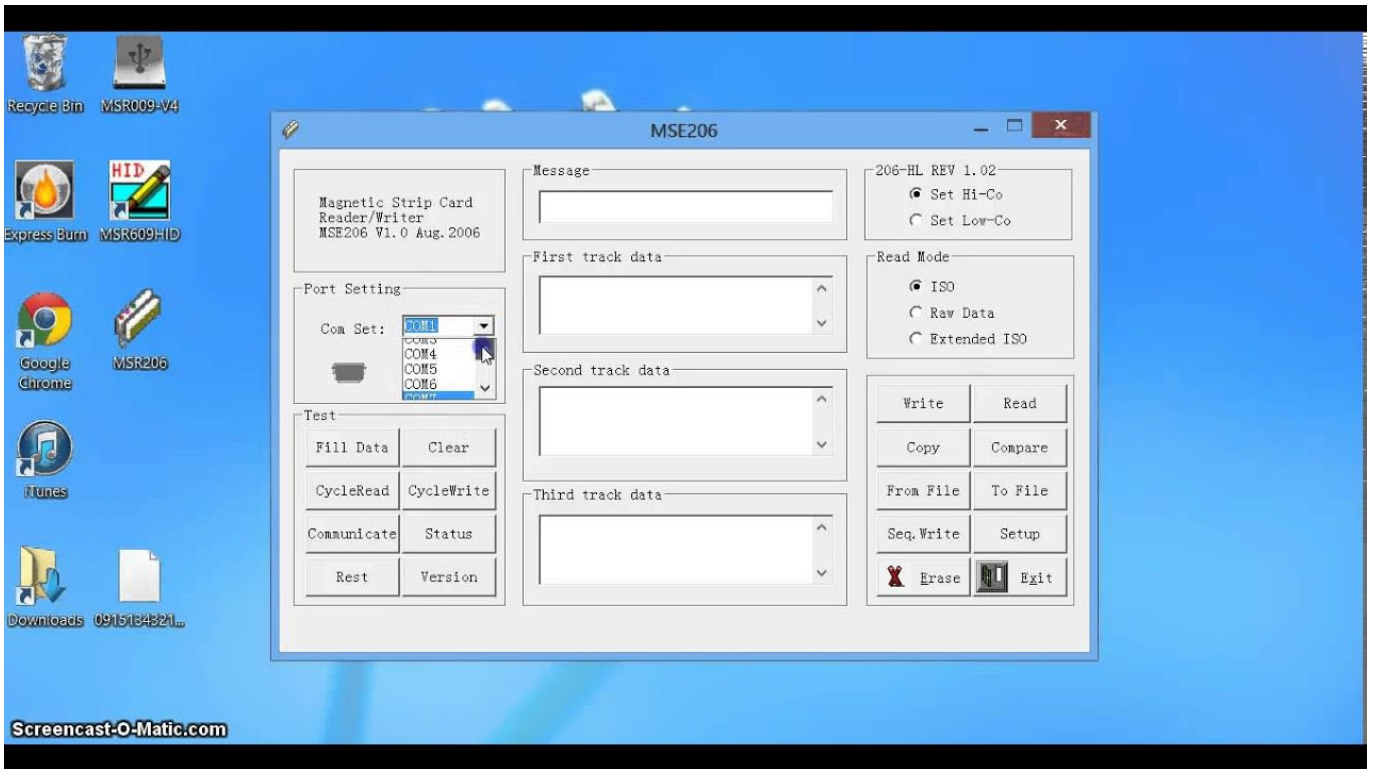 Recycle Bin
MSR009-V4
Express Burn
HID
MSR609HID
Google
Chrome
MSR206
iTunes
Downloads
0915134321...
MSE206
Magnetic Strip Card
Reader/Writer
MSE206 V1.0 Aug.2006
Port Setting
Com Set:
COM1
COM3
COM4
COM5
COM6
COM7
Test
Fill Data
Clear
CycleRead
CycleWrite
Communicate
Status
Rest
Version
Message
First track data
Second track data
Third track data
206-HL REV 1.02
Set Hi-Co
Set Low-Co
Read Mode
ISO
Raw Data
Extended ISO
Write
Read
Copy
Compare
From File
To File
Seq.Write
Setup
Erase
Exit
Screencast-O-Matic.com